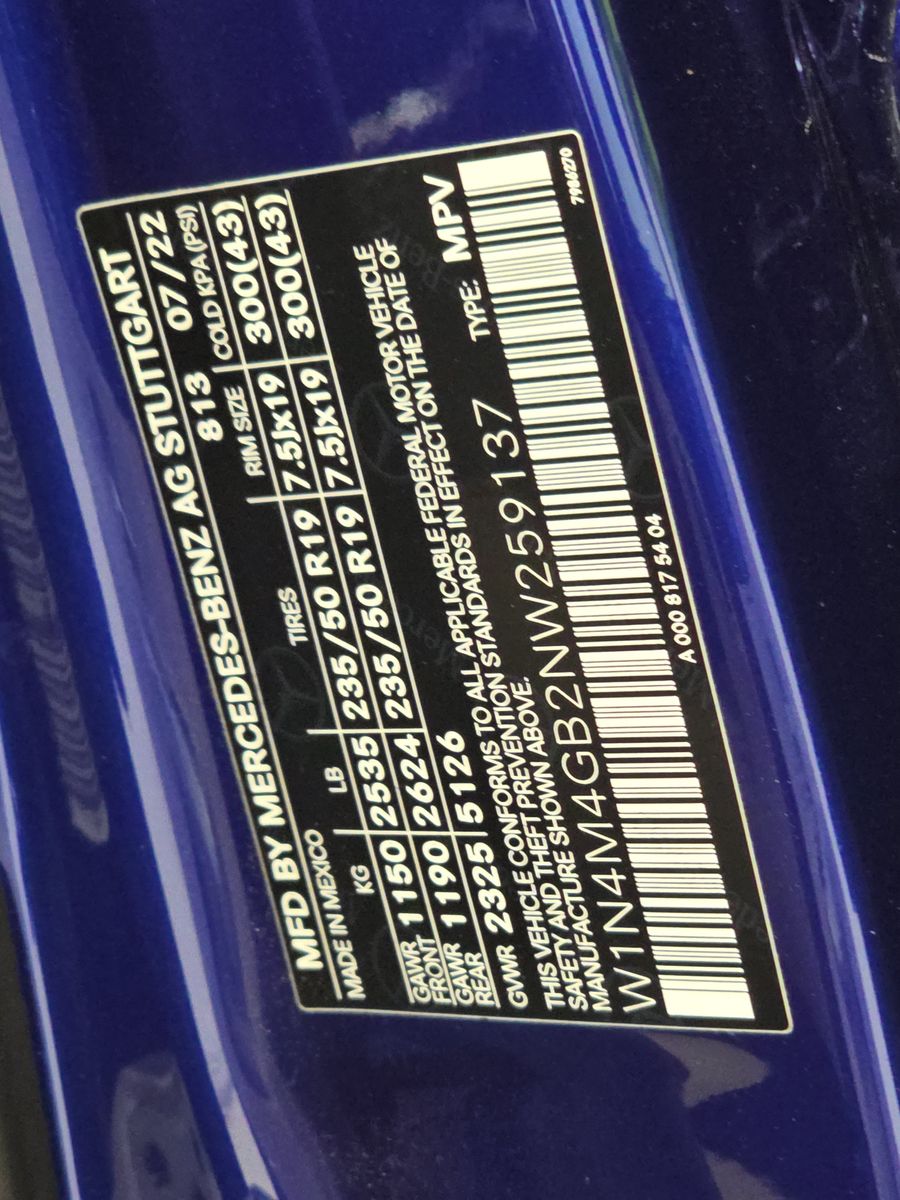 MFD BY MERCEDES-BENZ AG STUTTGART
MADE IN MEXICO 813 07/22
KG LB TIRES RIM SIZE COLD KPA(PSI)
GAWR FRONT 1150 2535 235/50 R19 7.5Jx19 300(43)
GAWR REAR 1190 2624 235/50 R19 7.5Jx19 300(43)
GVWR 2325 5126
THIS VEHICLE CONFORMS TO ALL APPLICABLE FEDERAL MOTOR VEHICLE
SAFETY AND THEFT PREVENTION STANDARDS IN EFFECT ON THE DATE OF
MANUFACTURE SHOWN ABOVE.
W1N4M4GB2NW259137 TYPE: MPV
A 000 817 54 04 7986270